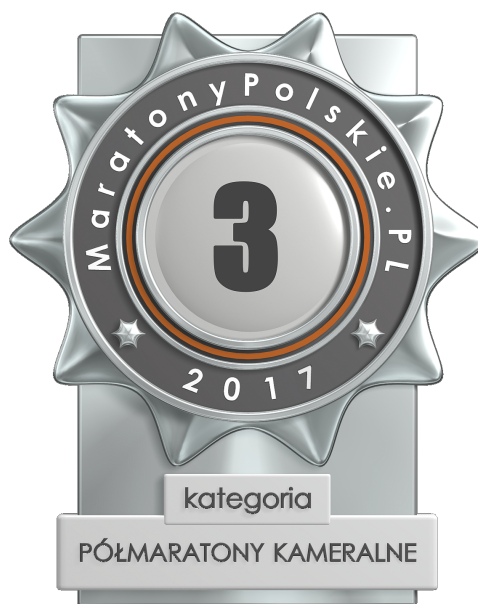 MaratonyPolskie.PL
3
2017
kategoria
PÓŁMARATONY KAMERALNE